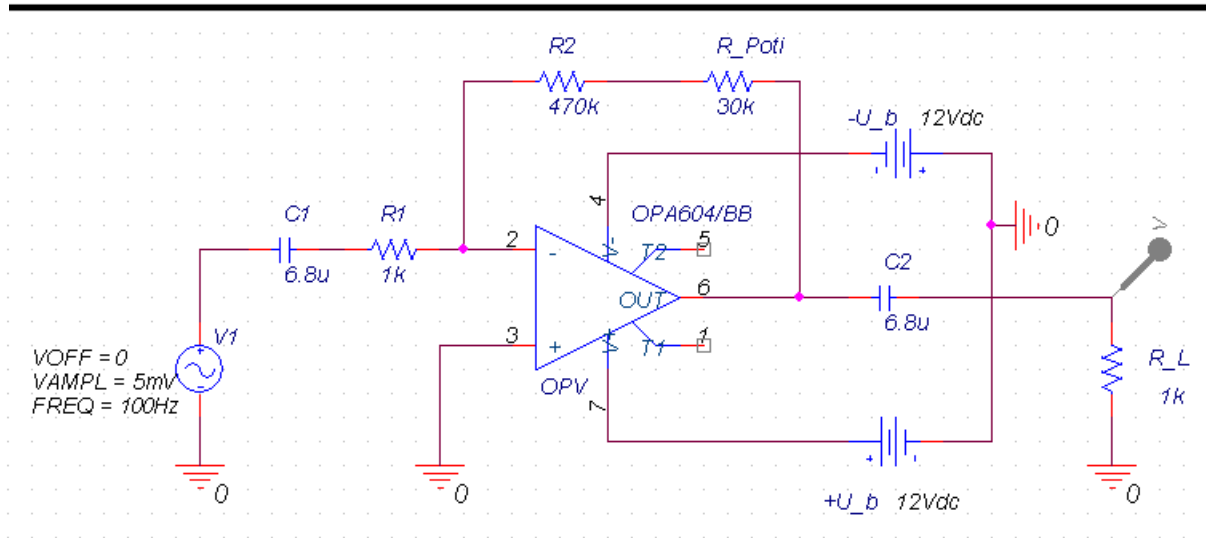 R2
R_Poti
470k
30k
-U_b 12Vdc
4
OPA604/BB
C1
R1
2
-
V-
T2
5
0
V
6.8u
1k
OUT
6
C2
6.8u
3
+
V+
T1
1
OPV
V1
VOFF = 0
VAMPL = 5mV
FREQ = 100Hz
+
-
7
R_L
1k
0
0
0
+U_b 12Vdc